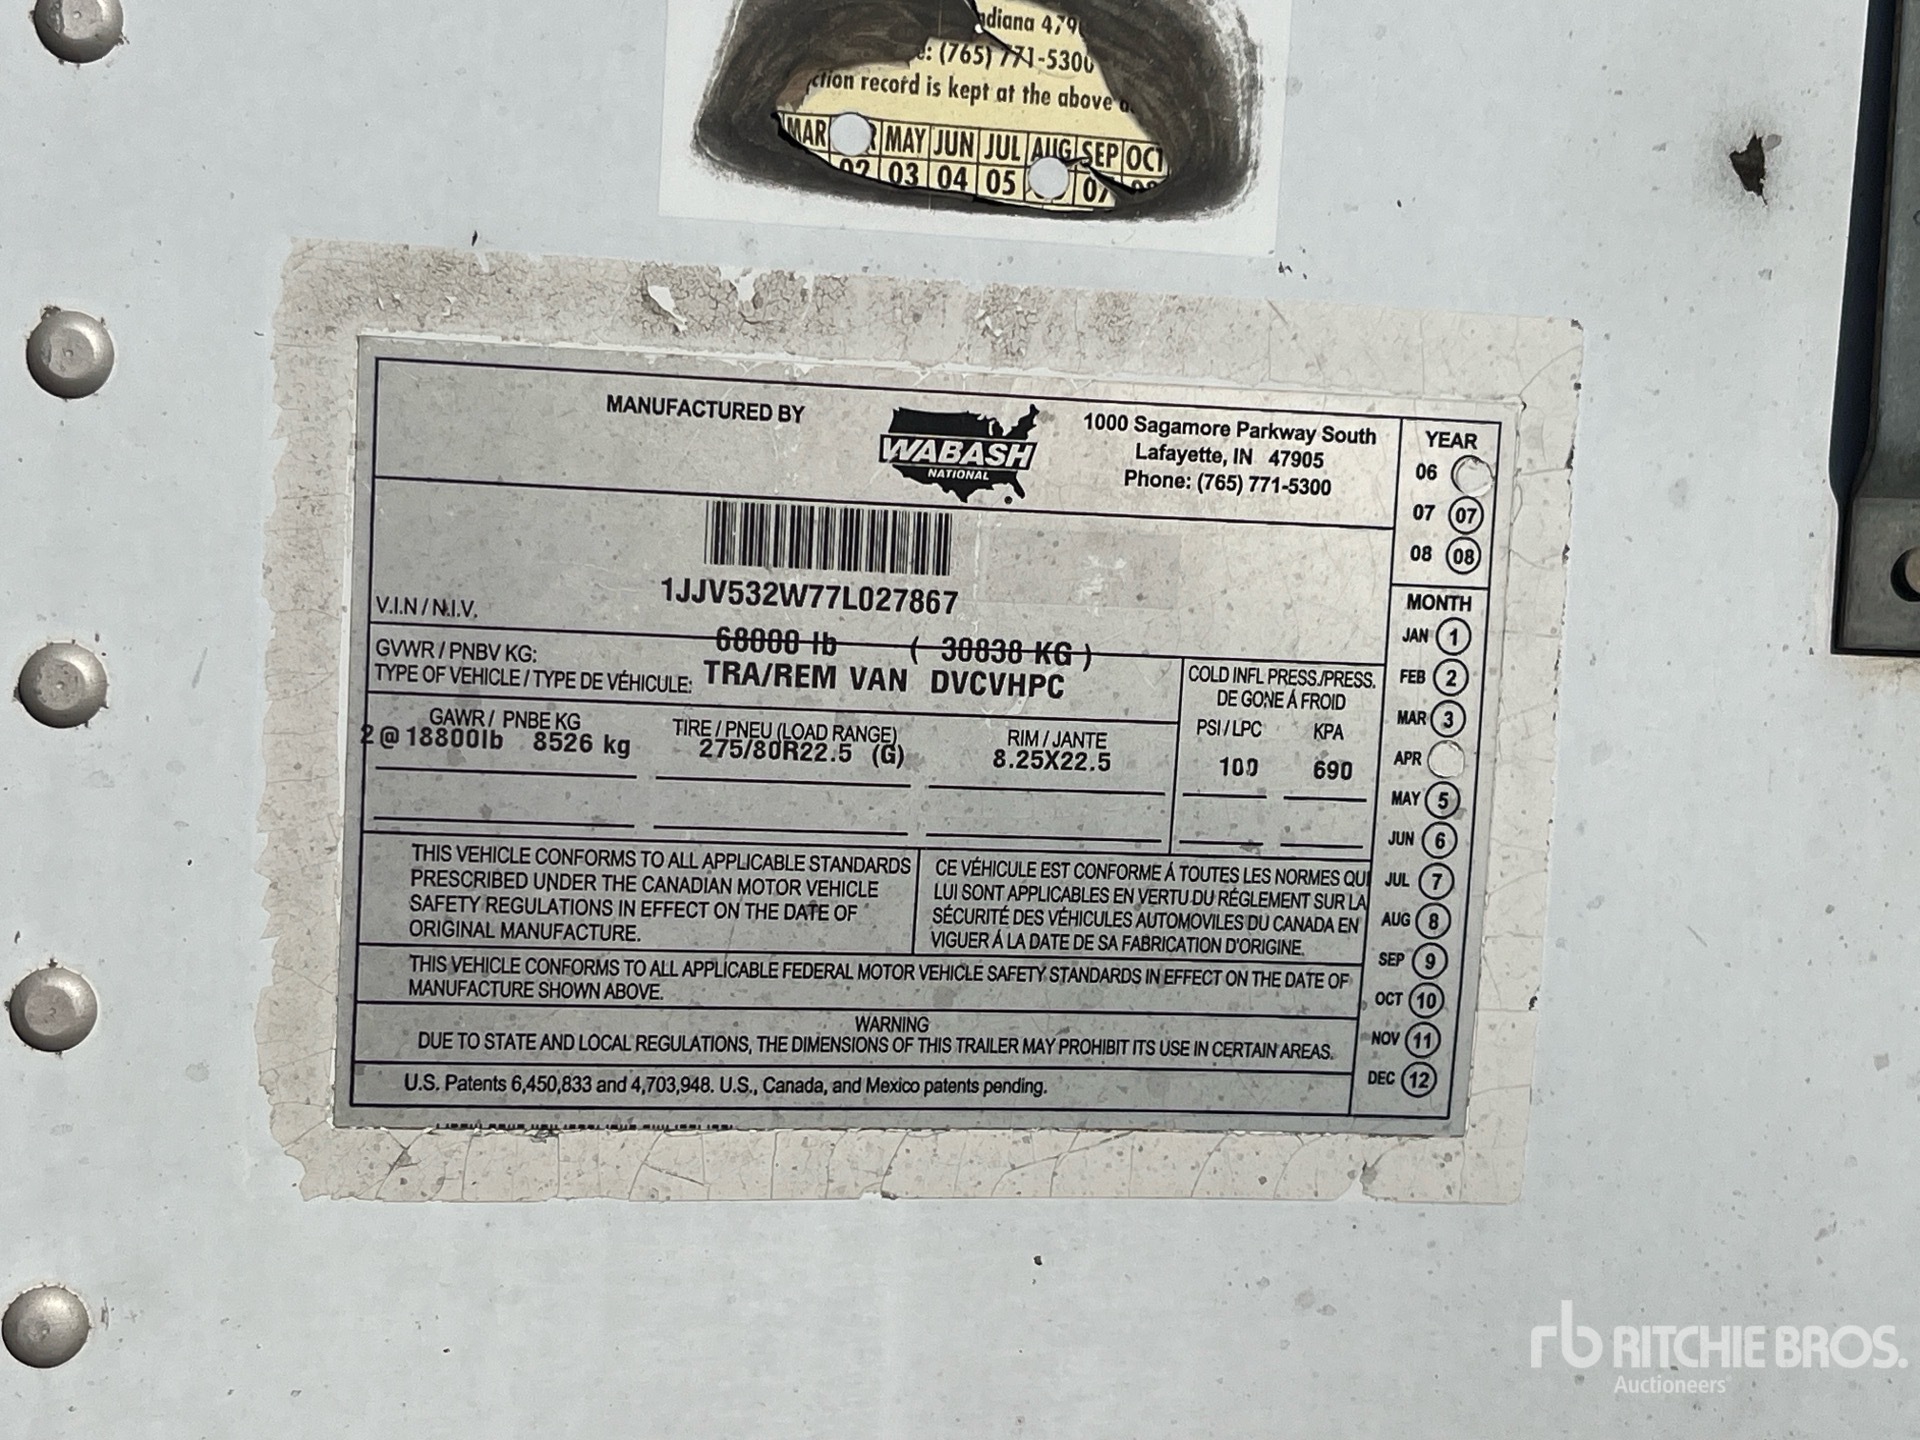 diana 479
: (765) 771-5300
ction record is kept at the above
MAR MAY JUN JUL AUG SEP OCT
02 03 04 05 07
MANUFACTURED BY
WABASH
NATIONAL
1000 Sagamore Parkway South
Lafayette, IN 47905
Phone: (765) 771-5300
YEAR
06
07 07
08 08
1JJV532W77L027867
V.I.N / N.I.V.
GVWR / PNBV KG: 68000 lb ( 30838 KG )
TYPE OF VEHICLE / TYPE DE VÉHICULE: TRA/REM VAN DVCVHPC
COLD INFL PRESS./PRESS.
DE GONE À FROID
PSI / LPC KPA
100 690
GAWR / PNBE KG
2 @ 18800lb 8526 kg
TIRE / PNEU (LOAD RANGE)
275/80R22.5 (G)
RIM / JANTE
8.25X22.5
MONTH
JAN 1
FEB 2
MAR 3
APR
MAY 5
JUN 6
JUL 7
AUG 8
SEP 9
OCT 10
NOV 11
DEC 12
THIS VEHICLE CONFORMS TO ALL APPLICABLE STANDARDS
PRESCRIBED UNDER THE CANADIAN MOTOR VEHICLE
SAFETY REGULATIONS IN EFFECT ON THE DATE OF
ORIGINAL MANUFACTURE.
CE VÉHICULE EST CONFORME À TOUTES LES NORMES QUI
LUI SONT APPLICABLES EN VERTU DU RÉGLEMENT SUR LA
SÉCURITÉ DES VÉHICULES AUTOMOVILES DU CANADA EN
VIGUER À LA DATE DE SA FABRICATION D'ORIGINE.
THIS VEHICLE CONFORMS TO ALL APPLICABLE FEDERAL MOTOR VEHICLE SAFETY STANDARDS IN EFFECT ON THE DATE OF
MANUFACTURE SHOWN ABOVE.
WARNING
DUE TO STATE AND LOCAL REGULATIONS, THE DIMENSIONS OF THIS TRAILER MAY PROHIBIT ITS USE IN CERTAIN AREAS.
U.S. Patents 6,450,833 and 4,703,948. U.S., Canada, and Mexico patents pending.
rb RITCHIE BROS.
Auctioneers